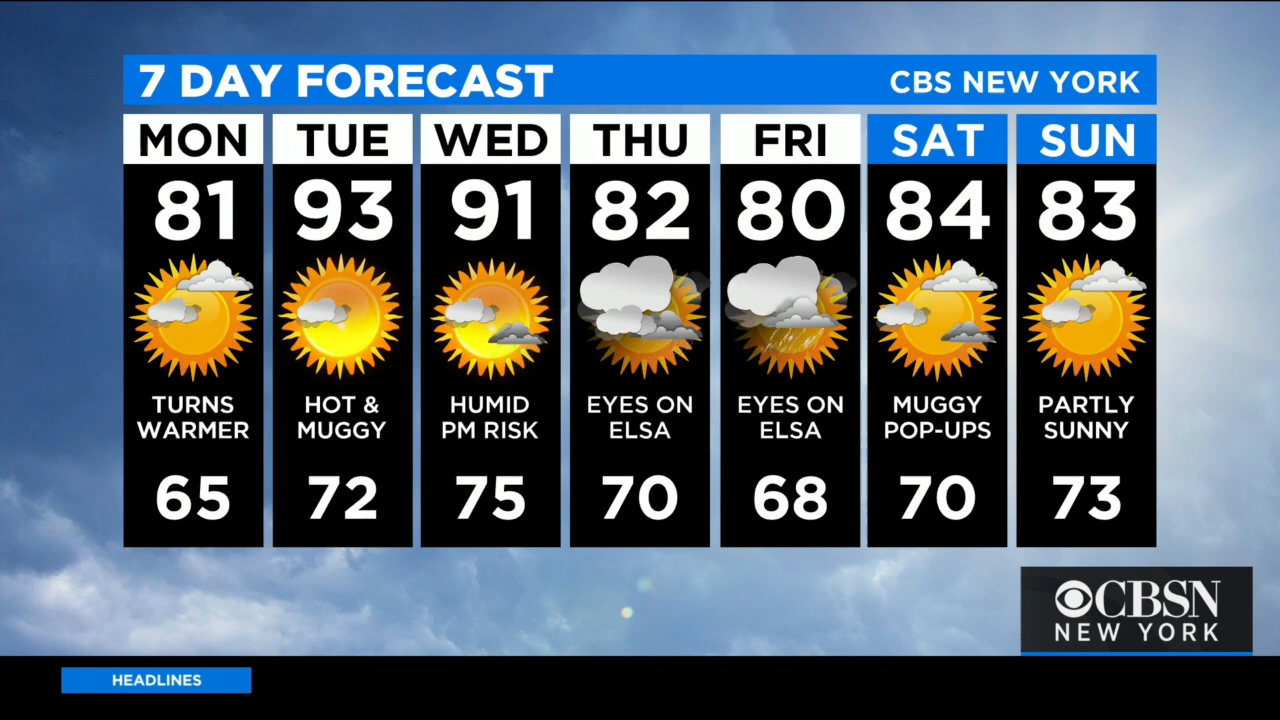 7 DAY FORECAST
CBS NEW YORK
MON
81
TURNS
WARMER
65
TUE
93
HOT &
MUGGY
72
WED
91
HUMID
PM RISK
75
THU
82
EYES ON
ELSA
70
FRI
80
EYES ON
ELSA
68
SAT
84
MUGGY
POP-UPS
70
SUN
83
PARTLY
SUNNY
73
CBSN
NEW YORK
HEADLINES